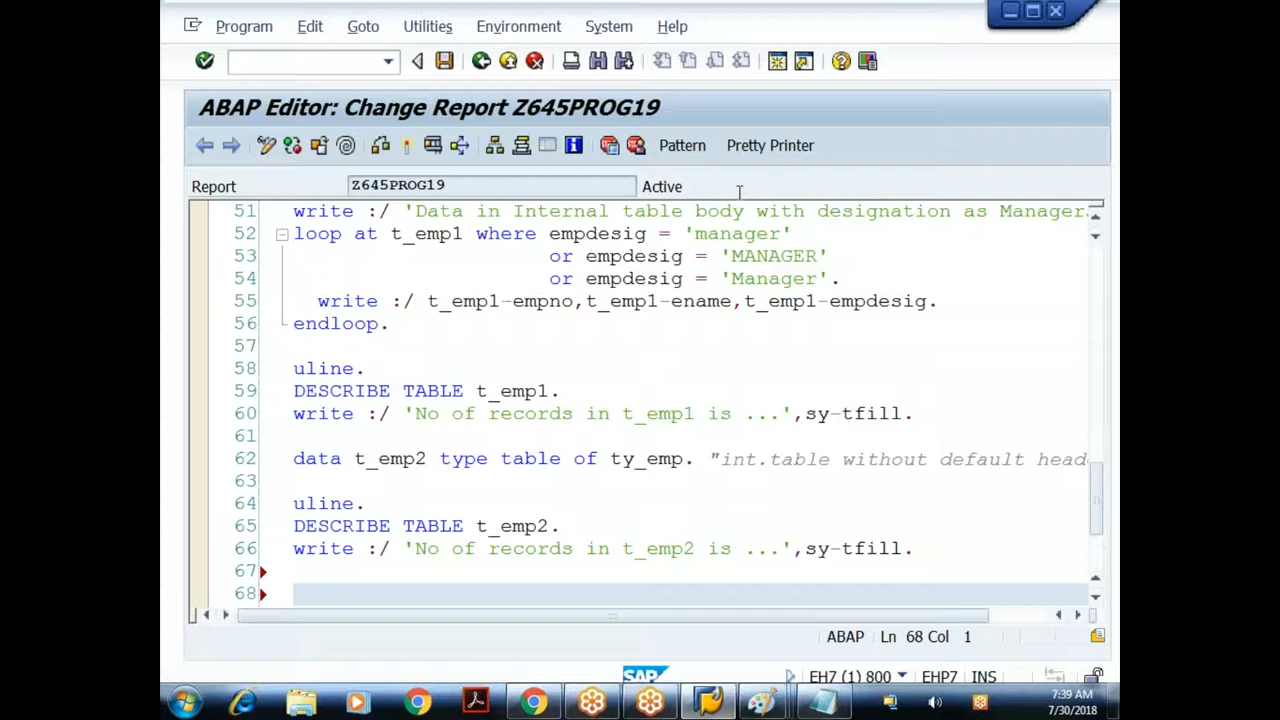 Program Edit Goto Utilities Environment System Help
ABAP Editor: Change Report Z645PROG19
Pattern Pretty Printer
Report Z645PROG19 Active
51 write :/ 'Data in Internal table body with designation as Manager.
52 loop at t_emp1 where empdesig = 'manager'
53 or empdesig = 'MANAGER'
54 or empdesig = 'Manager'.
55 write :/ t_emp1-empno,t_emp1-ename,t_emp1-empdesig.
56 endloop.
57
58 uline.
59 DESCRIBE TABLE t_emp1.
60 write :/ 'No of records in t_emp1 is ...',sy-tfill.
61
62 data t_emp2 type table of ty_emp. "int.table without default head
63
64 uline.
65 DESCRIBE TABLE t_emp2.
66 write :/ 'No of records in t_emp2 is ...',sy-tfill.
67
68
ABAP Ln 68 Col 1
SAP EH7 (1) 800 EHP7 INS
7:39 AM
7/30/2018